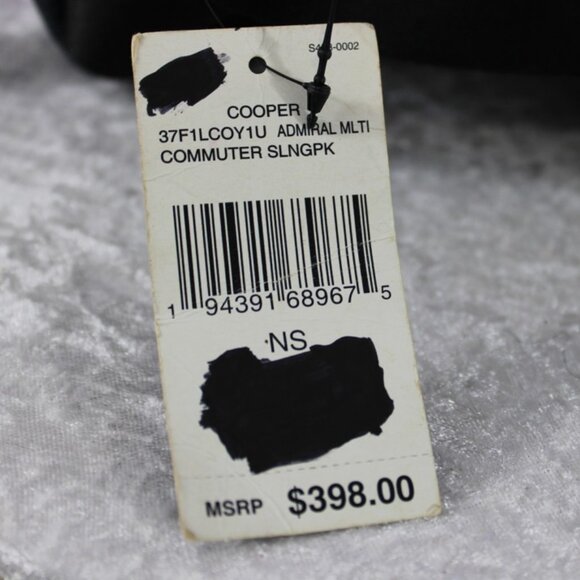 COOPER
37F1LCOY1U ADMIRAL MLTI
COMMUTER SLNGPK
1 94391 68967 5
NS
MSRP $398.00